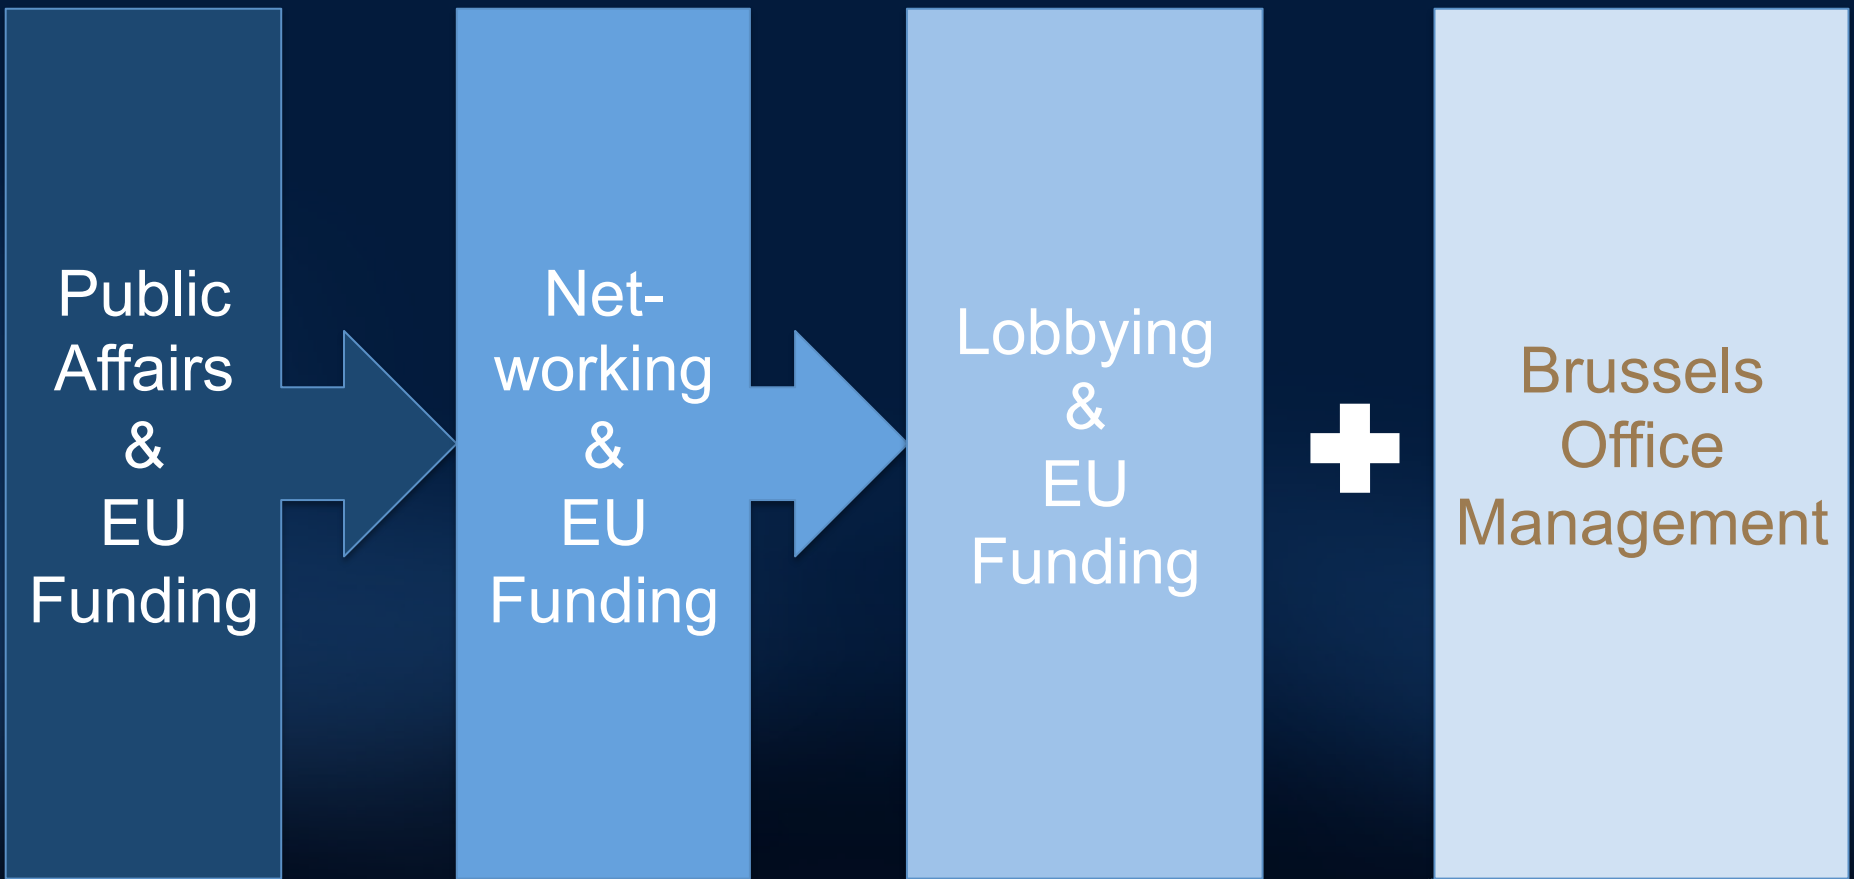 Public
Affairs
&
EU
Funding
Net-
working
&
EU
Funding
Lobbying
&
EU
Funding
Brussels
Office
Management